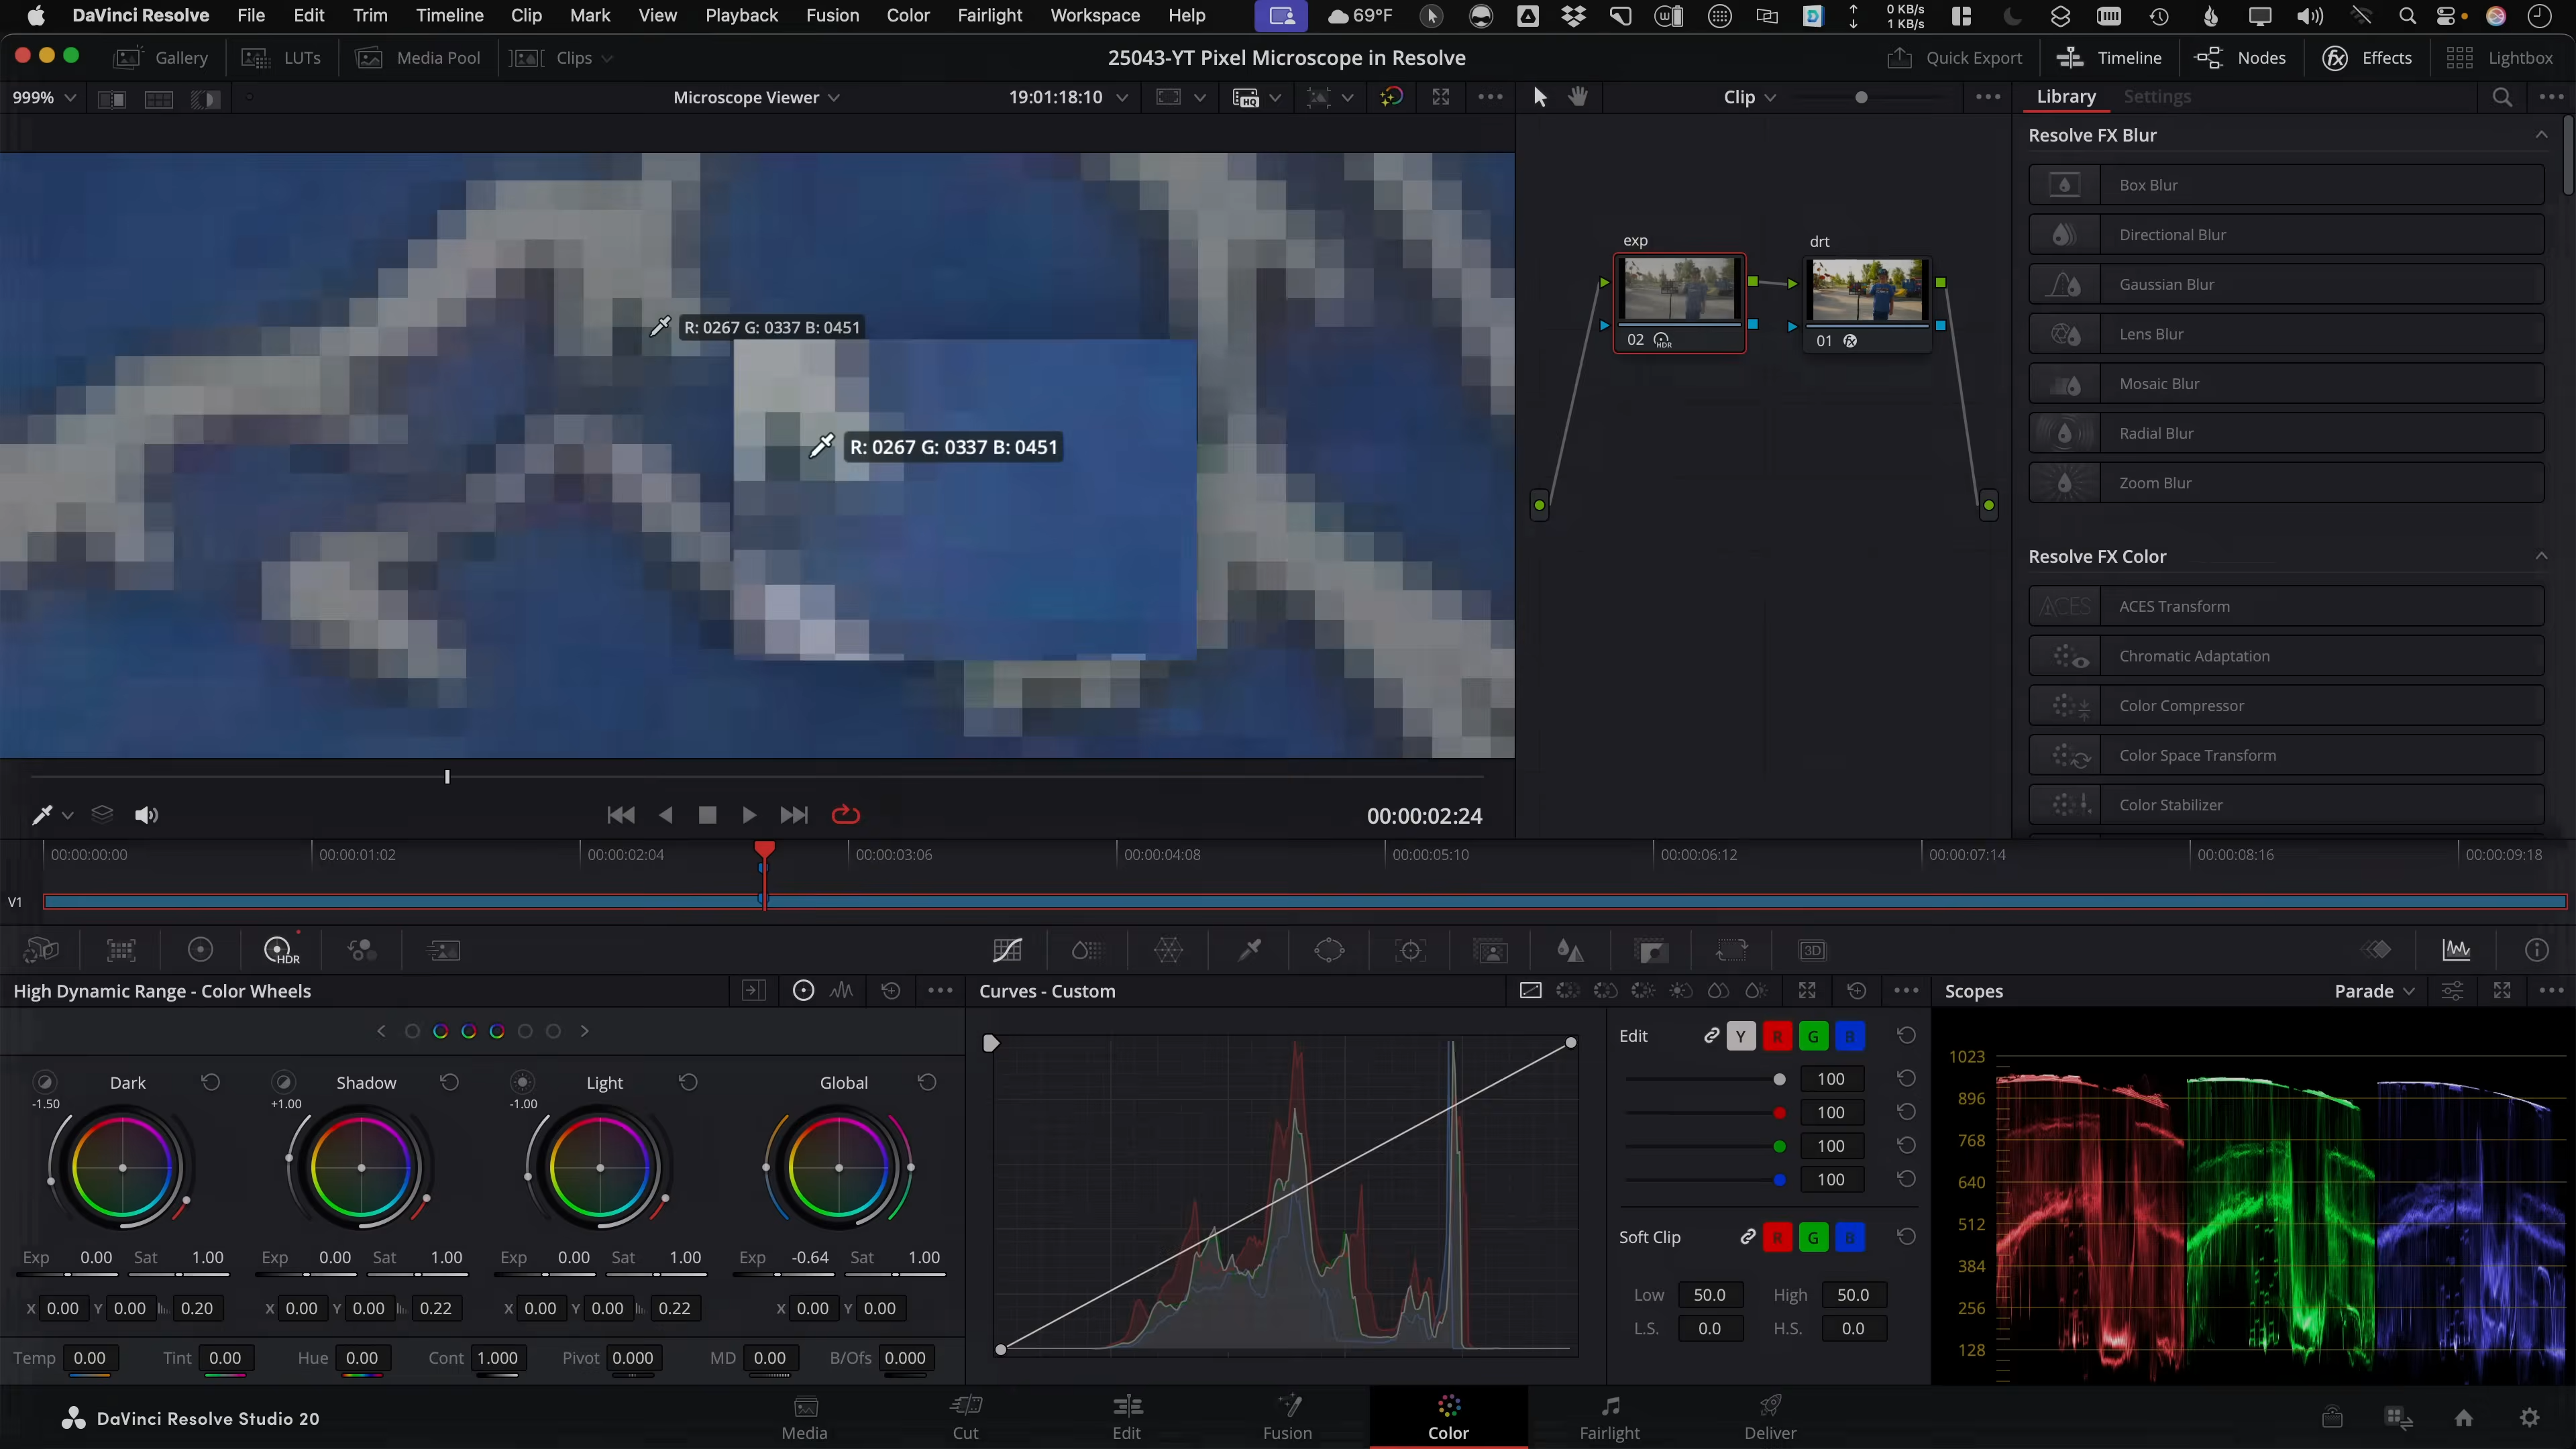 DaVinci Resolve File Edit Trim Timeline Clip Mark View Playback Fusion Color Fairlight Workspace Help 69°F 0 KB/s 1 KB/s
Gallery LUTs Media Pool Clips 25043-YT Pixel Microscope in Resolve Quick Export Timeline Nodes Effects Lightbox
999% Microscope Viewer 19:01:18:10 HQ Clip Library Settings
Resolve FX Blur
Box Blur
Directional Blur
Gaussian Blur
Lens Blur
Mosaic Blur
Radial Blur
Zoom Blur
Resolve FX Color
ACES ACES Transform
Chromatic Adaptation
Color Compressor
Color Space Transform
Color Stabilizer
exp drt
02 HDR 01 fx
R: 0267 G: 0337 B: 0451
R: 0267 G: 0337 B: 0451
00:00:02:24
00:00:00:00 00:00:01:02 00:00:02:04 00:00:03:06 00:00:04:08 00:00:05:10 00:00:06:12 00:00:07:14 00:00:08:16 00:00:09:18
V1
HDR 3D
High Dynamic Range - Color Wheels Curves - Custom Scopes Parade
Dark Shadow Light Global
-1.50 +1.00 -1.00
Exp 0.00 Sat 1.00 Exp 0.00 Sat 1.00 Exp 0.00 Sat 1.00 Exp -0.64 Sat 1.00
X 0.00 Y 0.00 0.20 X 0.00 Y 0.00 0.22 X 0.00 Y 0.00 0.22 X 0.00 Y 0.00
Temp 0.00 Tint 0.00 Hue 0.00 Cont 1.000 Pivot 0.000 MD 0.00 B/Ofs 0.000
Edit Y R G B
100
100
100
100
Soft Clip R G B
Low 50.0 High 50.0
L.S. 0.0 H.S. 0.0
1023
896
768
640
512
384
256
128
DaVinci Resolve Studio 20 Media Cut Edit Fusion Color Fairlight Deliver